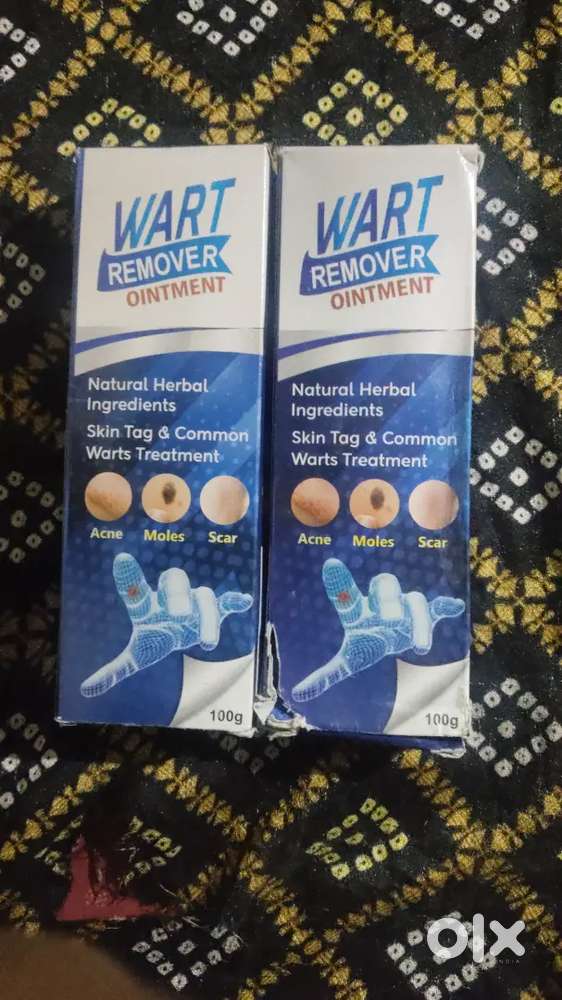 WART
REMOVER
OINTMENT
Natural Herbal
Ingredients
Skin Tag & Common
Warts Treatment
Acne Moles Scar
100g
WART
REMOVER
OINTMENT
Natural Herbal
Ingredients
Skin Tag & Common
Warts Treatment
Acne Moles Scar
100g
olx
INDIA